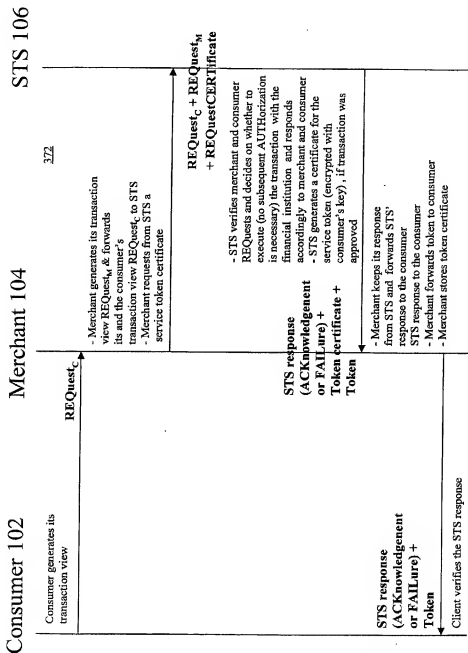 Consumer 102
Merchant 104
STS 106
372
Consumer generates its
transaction view
REQuest_C
- Merchant generates its transaction
view REQuest_M & forwards
its and the consumer's
transaction view REQuest_C to STS
- Merchant requests from STS a
service token certificate
REQuest_C + REQuest_M
+ REQuestCERTificate
- STS verifies merchant and consumer
REQuests and decides on whether to
execute (no subsequent AUTHorization
is necessary) the transaction with the
financial institution and responds
accordingly to merchant and consumer
- STS generates a certificate for the
service token (encrypted with
consumer's key), if transaction was
approved
STS response
(ACKnowledgenent
or FAILure) +
Token certificate +
Token
- Merchant keeps its response
from STS and forwards STS'
response to the consumer
STS response to the consumer
- Merchant forwards token to consumer
- Merchant stores token certificate
STS response
(ACKnowledgenent
or FAILure) +
Token
Client verifies the STS response